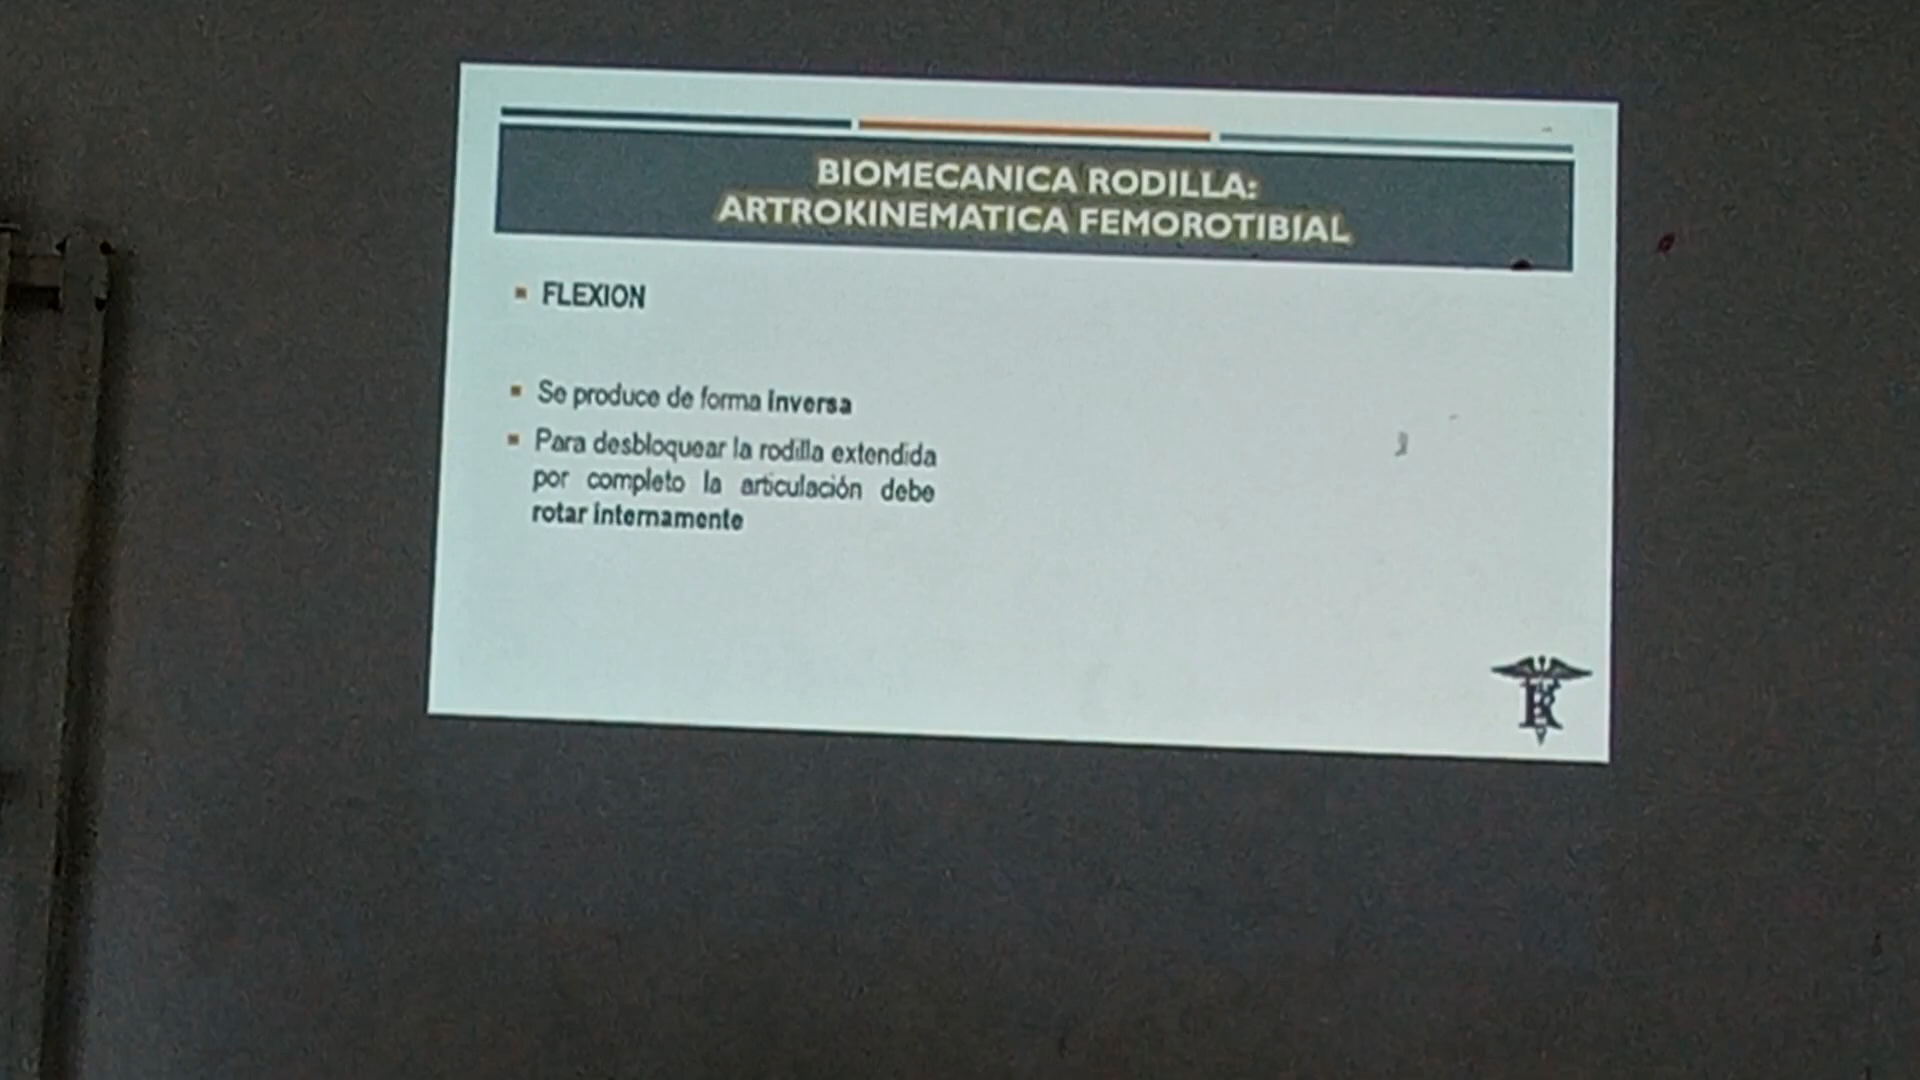 BIOMECANICA RODILLA:
ARTROKINEMATICA FEMOROTIBIAL
FLEXION
Se produce de forma inversa
Para desbloquear la rodilla extendida
por completo la articulación debe
rotar internamente
K